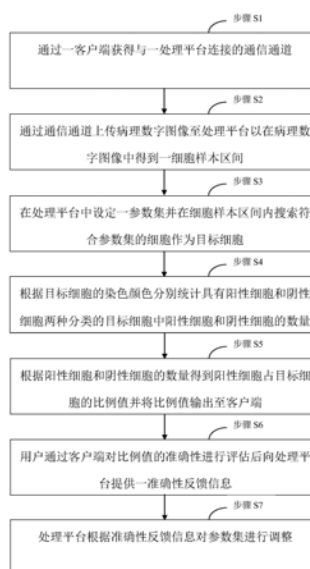 步骤 S1
通过一客户端获得与一处理平台连接的通信通道
步骤 S2
通过通信通道上传病理数字图像至处理平台以在病理数
字图像中得到一细胞样本区间
步骤 S3
在处理平台中设定一参数集并在细胞样本区间内搜索符
合参数集的细胞作为目标细胞
步骤 S4
根据目标细胞的染色颜色分别统计具有阳性细胞和阴性
细胞两种分类的目标细胞中阳性细胞和阴性细胞的数量
步骤 S5
根据阳性细胞和阴性细胞的数量得到阳性细胞占目标细
胞的比例值并将比例值输出至客户端
步骤 S6
用户通过客户端对比例值的准确性进行评估后向处理平
台提供一准确性反馈信息
步骤 S7
处理平台根据准确性反馈信息对参数集进行调整